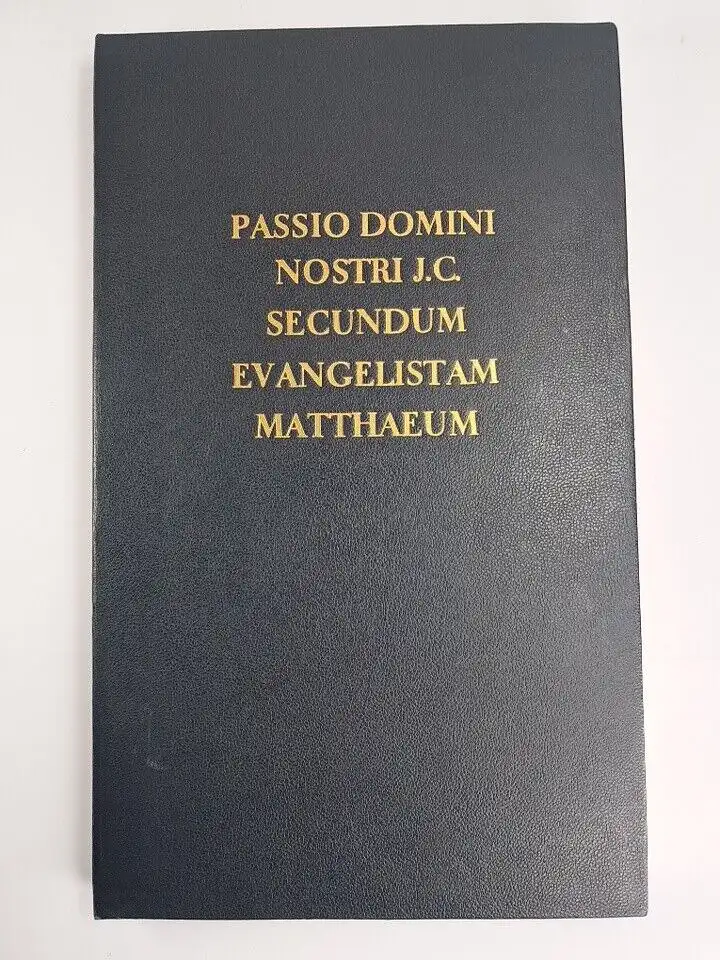 PASSIO DOMINI
NOSTRI J.C.
SECUNDUM
EVANGELISTAM
MATTHAEUM